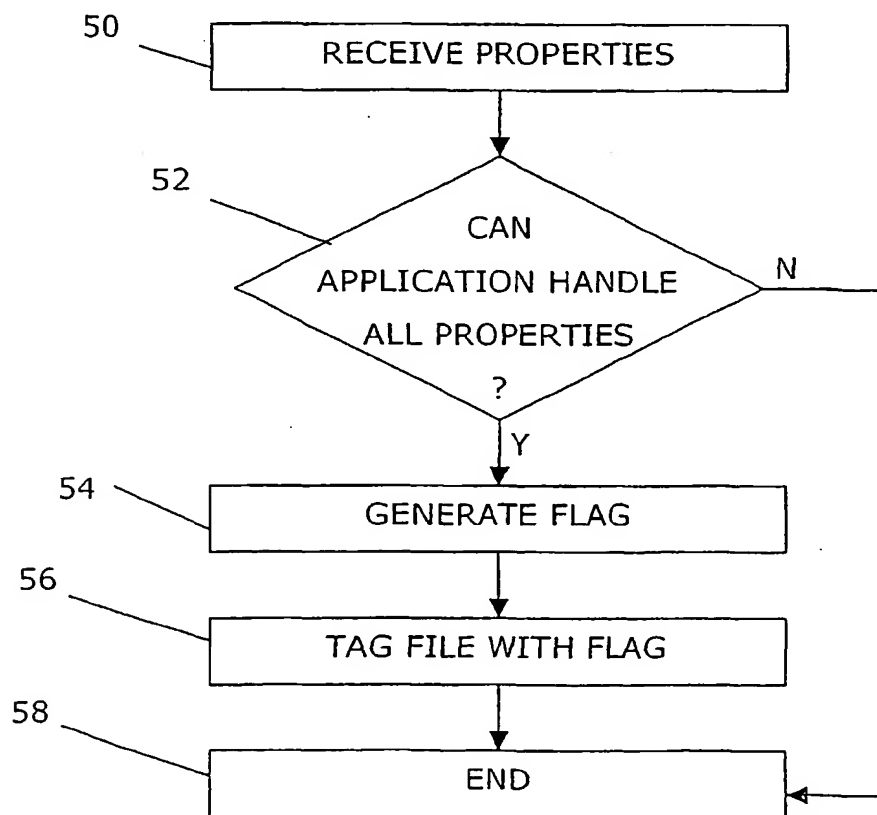 50
RECEIVE PROPERTIES
52
CAN
APPLICATION HANDLE
ALL PROPERTIES
?
N
Y
54
GENERATE FLAG
56
TAG FILE WITH FLAG
58
END